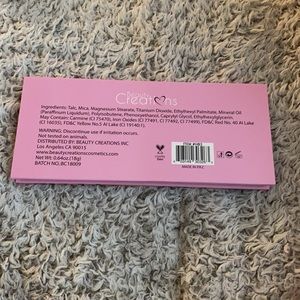 Beauty
Creations
Ingredients: Talc, Mica, Magnesium Stearate, Titanium Dioxide, Ethylhexyl Palmitate, Mineral Oil
(Paraffinum Liquidum), Polyisobutene, Phenoxyethanol, Caprylyl Glycol, Ethylhexylglycerin.
May Contain: Carmine (CI 75470), Iron Oxides (CI 77491, CI 77492, CI 77499), FD&C Red No. 40 Al Lake
(CI 16035), FD&C Yellow No.5 Al Lake (CI 19140:1).
WARNING: Discontinue use if irritation occurs.
Not tested on animals.
DISTRIBUTED BY: BEAUTY CREATIONS INC
Los Angeles CA 90015
www.beautycreationscosmetics.com
Net Wt. 0.64oz.(18g)
BATCH NO.BC18009
ITEM
MADE IN P.R.C